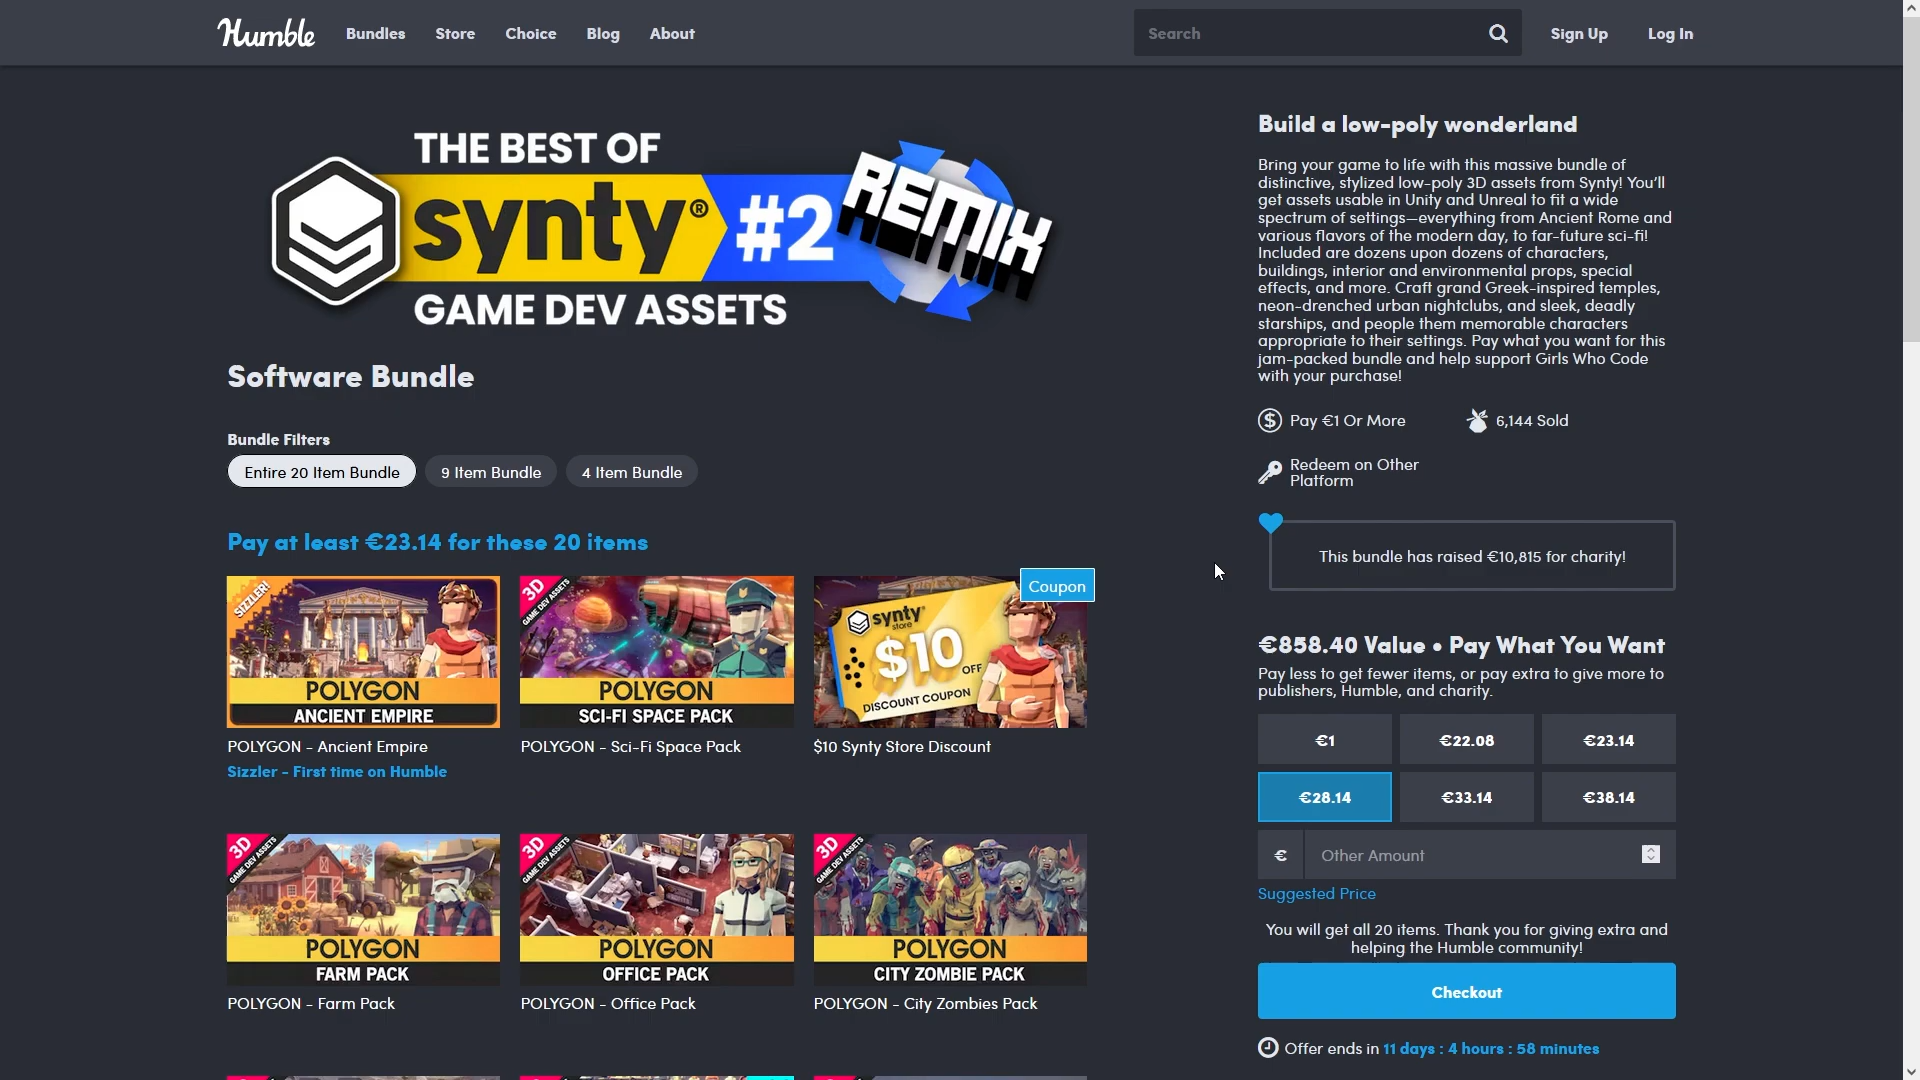 Humble
Bundles
Store
Choice
Blog
About
Search
Sign Up
Log In
THE BEST OF
synty® #2 REMIX
GAME DEV ASSETS
Software Bundle
Bundle Filters
Entire 20 Item Bundle
9 Item Bundle
4 Item Bundle
Pay at least €23.14 for these 20 items
SIZZLER!
POLYGON
ANCIENT EMPIRE
POLYGON - Ancient Empire
Sizzler - First time on Humble
3D
GAME DEV ASSETS
POLYGON
SCI-FI SPACE PACK
POLYGON - Sci-Fi Space Pack
Coupon
synty
store
$10
OFF
DISCOUNT COUPON
$10 Synty Store Discount
3D
GAME DEV ASSETS
POLYGON
FARM PACK
POLYGON - Farm Pack
3D
GAME DEV ASSETS
POLYGON
OFFICE PACK
POLYGON - Office Pack
3D
GAME DEV ASSETS
POLYGON
CITY ZOMBIE PACK
POLYGON - City Zombies Pack
Build a low-poly wonderland
Bring your game to life with this massive bundle of
distinctive, stylized low-poly 3D assets from Synty! You'll
get assets usable in Unity and Unreal to fit a wide
spectrum of settings—everything from Ancient Rome and
various flavors of the modern day, to far-future sci-fi!
Included are dozens upon dozens of characters,
buildings, interior and environmental props, special
effects, and more. Craft grand Greek-inspired temples,
neon-drenched urban nightclubs, and sleek, deadly
starships, and people them memorable characters
appropriate to their settings. Pay what you want for this
jam-packed bundle and help support Girls Who Code
with your purchase!
Pay €1 Or More
6,144 Sold
Redeem on Other
Platform
This bundle has raised €10,815 for charity!
€858.40 Value • Pay What You Want
Pay less to get fewer items, or pay extra to give more to
publishers, Humble, and charity.
€1
€22.08
€23.14
€28.14
€33.14
€38.14
€
Other Amount
Suggested Price
You will get all 20 items. Thank you for giving extra and
helping the Humble community!
Checkout
Offer ends in 11 days : 4 hours : 58 minutes